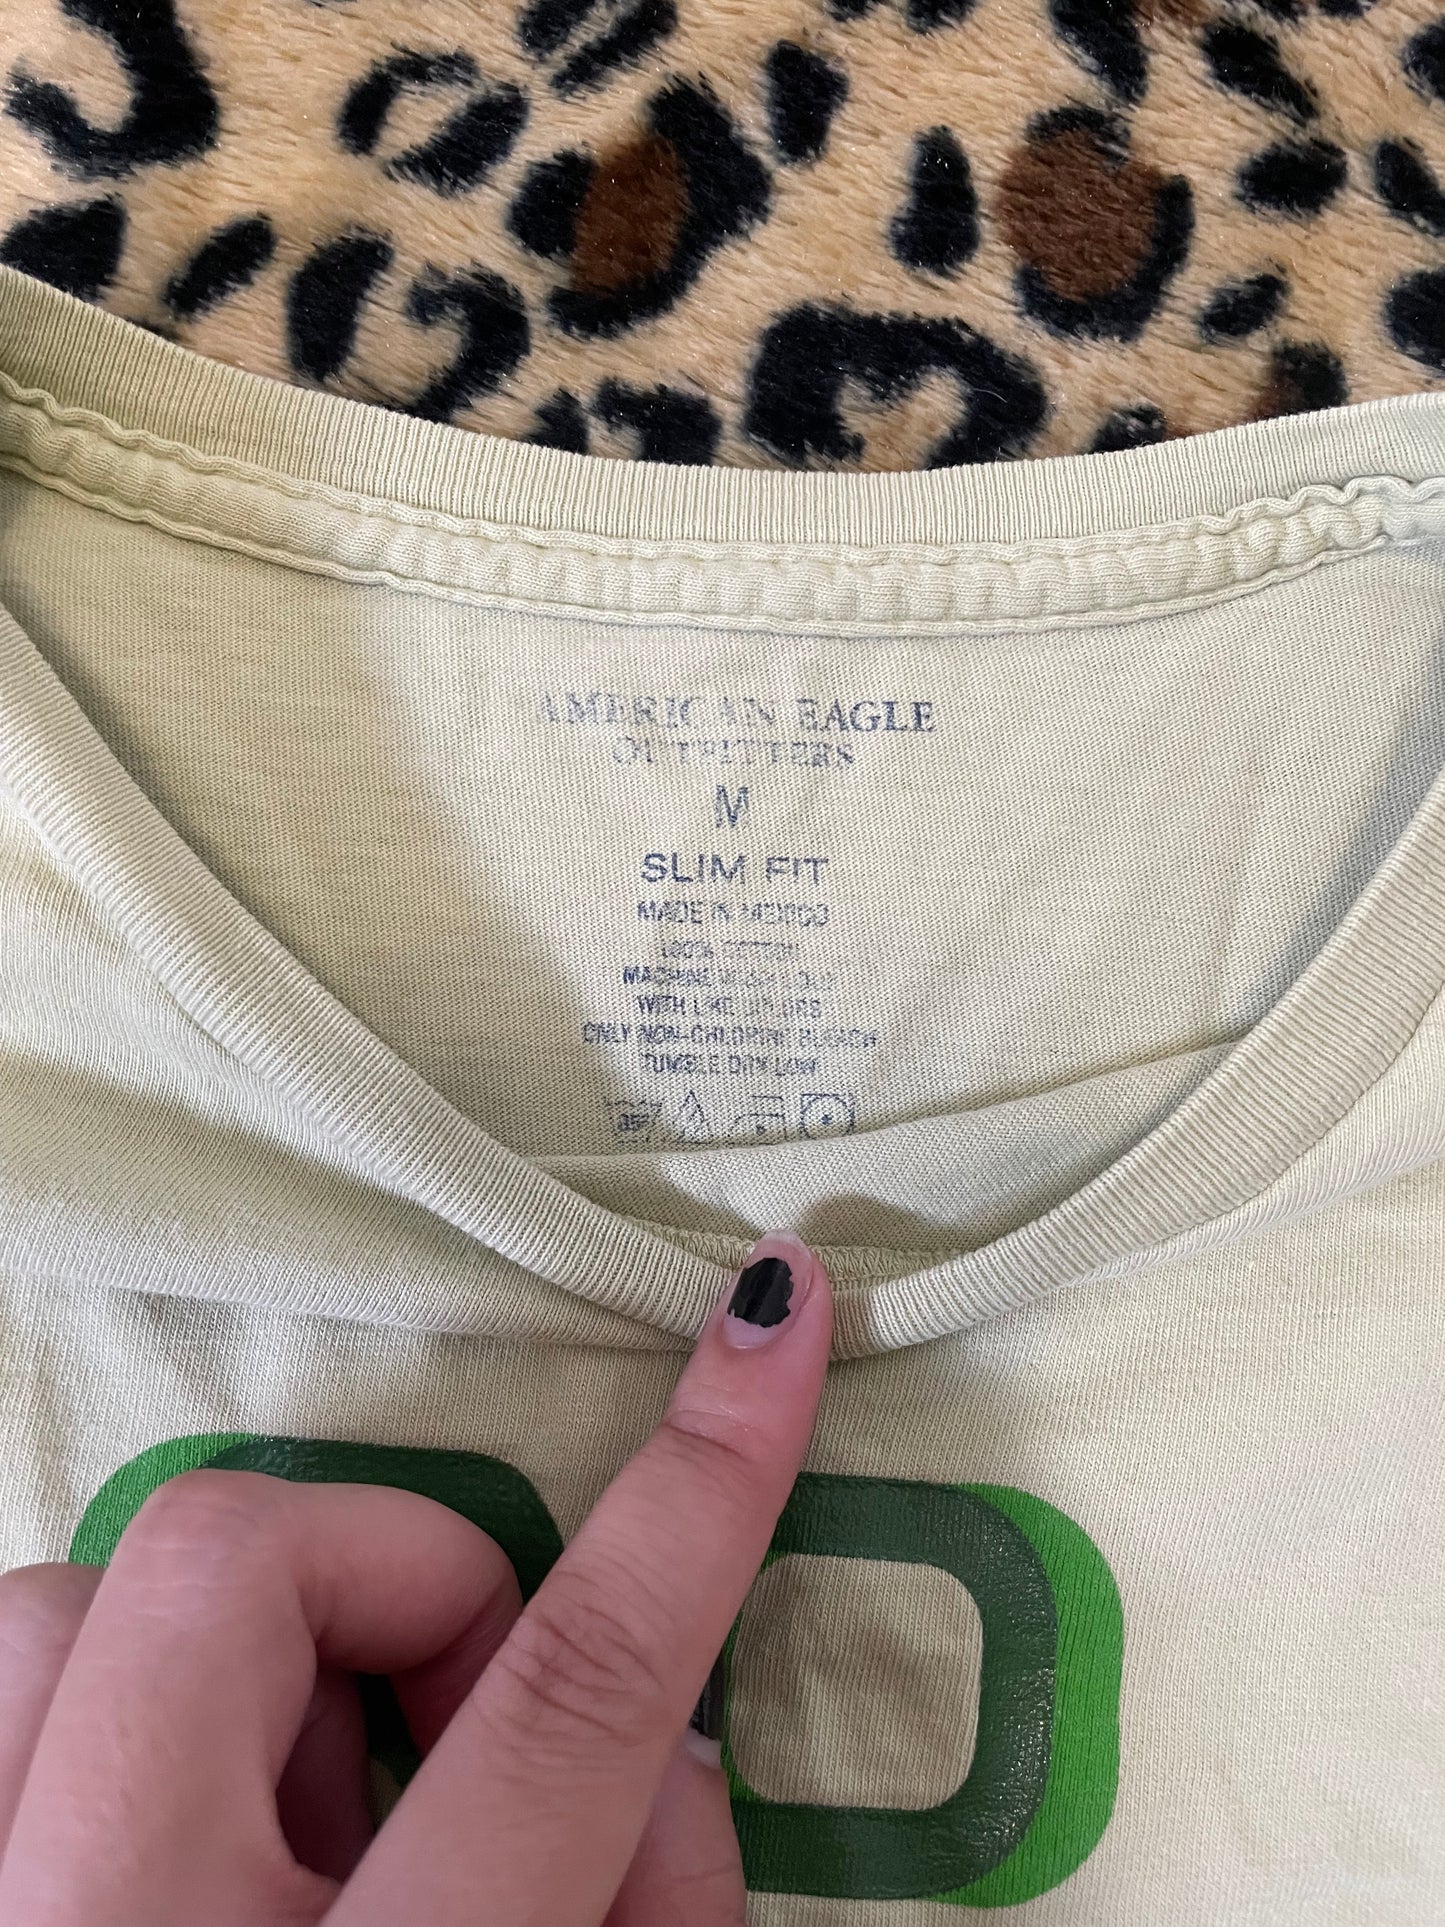 AMERICAN EAGLE
OUTFITTERS
M
SLIM FIT
MADE IN MEXICO
100% COTTON
MACHINE WASH COLD
WITH LIKE COLORS
ONLY NON-CHLORINE BLEACH
TUMBLE DRY LOW